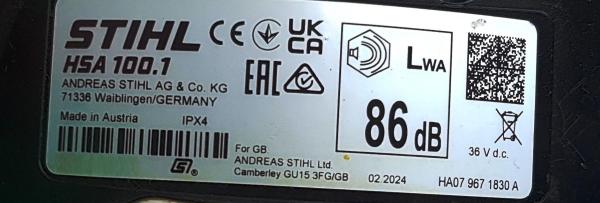 STIHL
HSA 100.1
ANDREAS STIHL AG & Co. KG
71336 Waiblingen/GERMANY
Made in Austria
IPX4
CE
UK
CA
EAC
For GB:
ANDREAS STIHL Ltd.
Camberley GU15 3FG/GB
LWA
86 dB
02.2024
36 V d.c.
HA07 967 1830 A